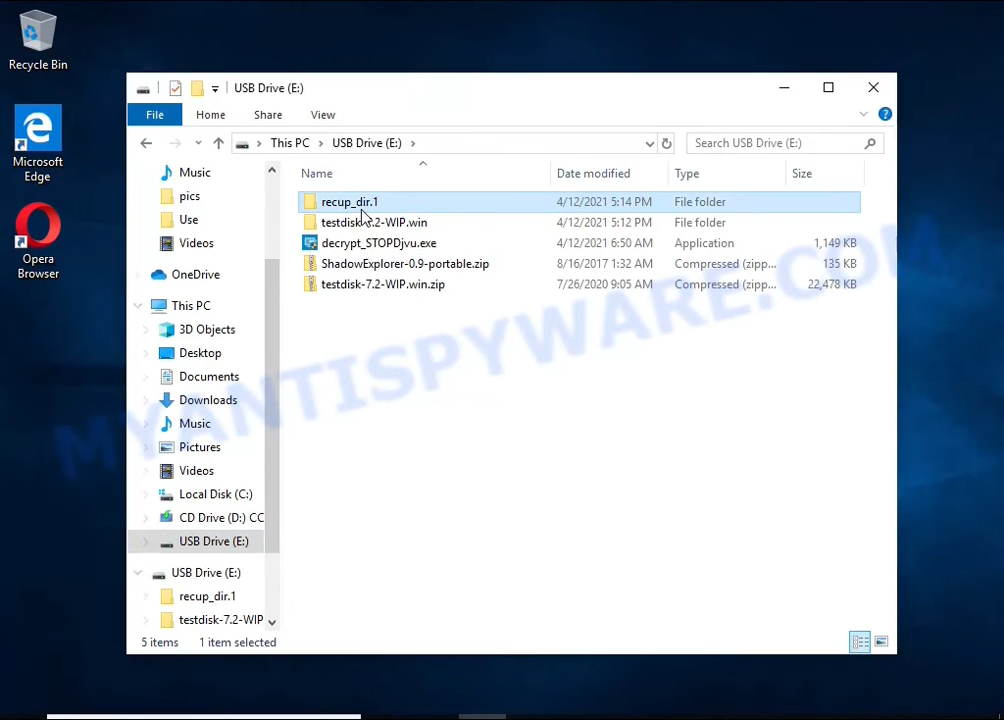 Recycle Bin
Microsoft
Edge
Opera
Browser
USB Drive (E:)
File Home Share View
This PC USB Drive (E:)
Search USB Drive (E:)
Name Date modified Type Size
recup_dir.1 4/12/2021 5:14 PM File folder
testdisk-7.2-WIP.win 4/12/2021 5:12 PM File folder
decrypt_STOPDjvu.exe 4/12/2021 6:50 AM Application 1,149 KB
ShadowExplorer-0.9-portable.zip 8/16/2017 1:32 AM Compressed (zipp... 135 KB
testdisk-7.2-WIP.win.zip 7/26/2020 9:05 AM Compressed (zipp... 22,478 KB
Music
pics
Use
Videos
OneDrive
This PC
3D Objects
Desktop
Documents
Downloads
Music
Pictures
Videos
Local Disk (C:)
CD Drive (D:) CC
USB Drive (E:)
USB Drive (E:)
recup_dir.1
testdisk-7.2-WIP
5 items 1 item selected
MYANTISPYWARE.COM